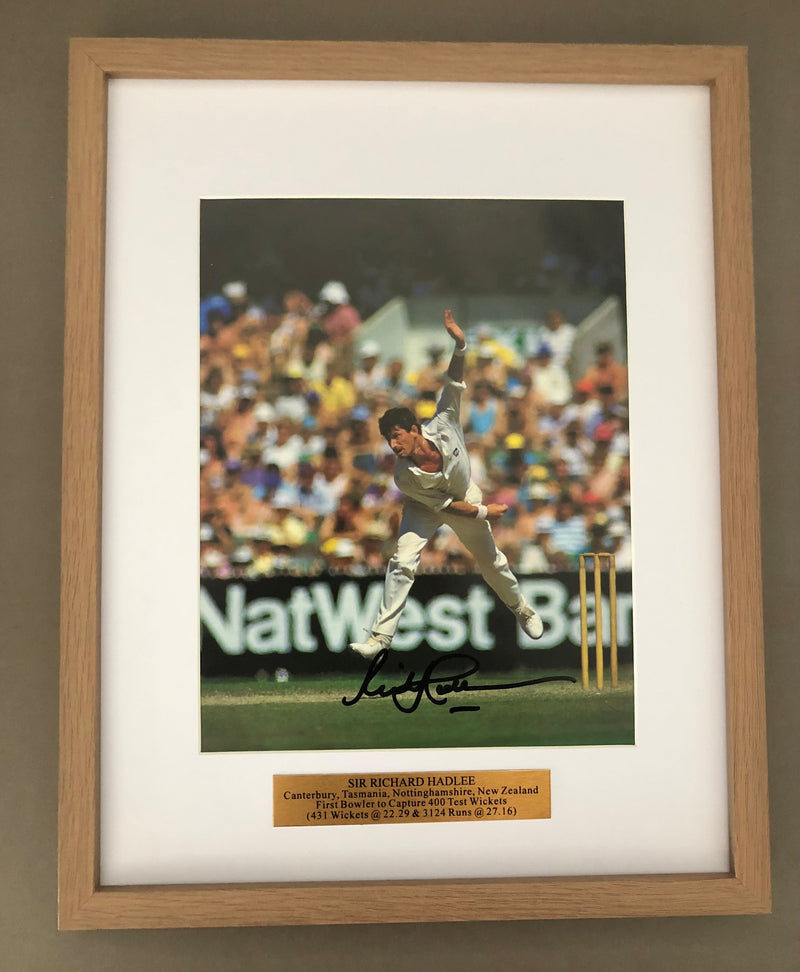 NatWest Ban
SIR RICHARD HADLEE
Canterbury, Tasmania, Nottinghamshire, New Zealand
First Bowler to Capture 400 Test Wickets
(431 Wickets @ 22.29 & 3124 Runs @ 27.16)